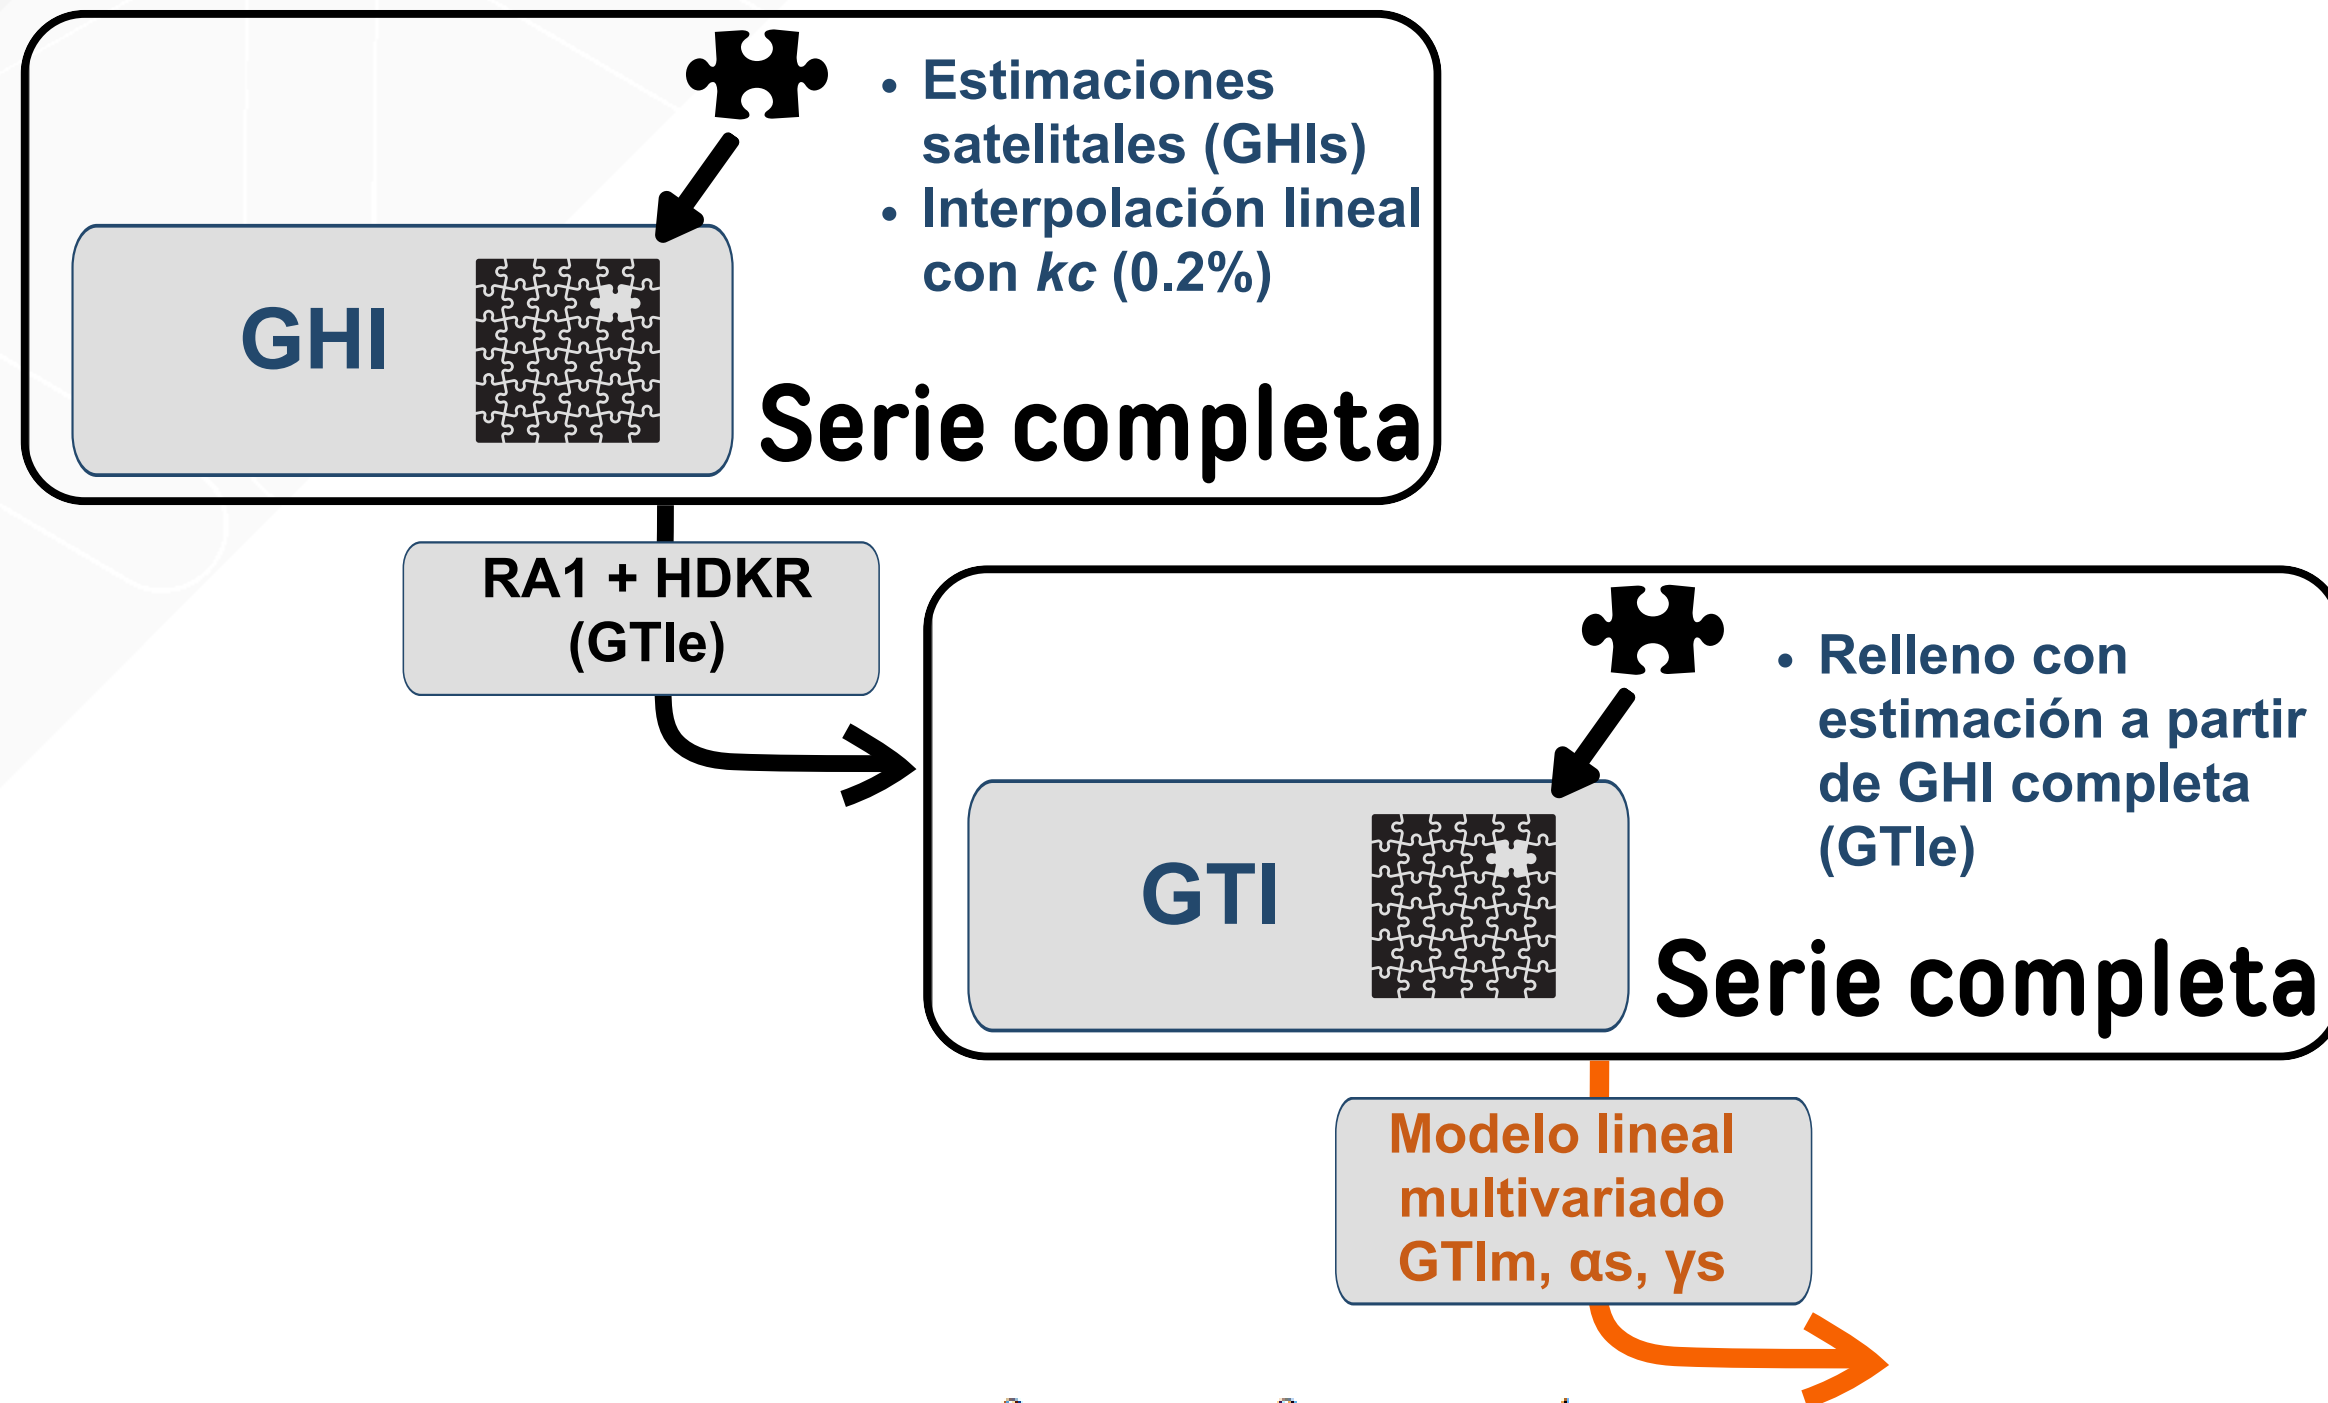 • Estimaciones
satelitales (GHIs)
• Interpolación lineal
con kc (0.2%)
GHI
Serie completa
RA1 + HDKR
(GTIe)
• Relleno con
estimación a partir
de GHI completa
(GTIe)
GTI
Serie completa
Modelo lineal
multivariado
GTIm, αs, γs